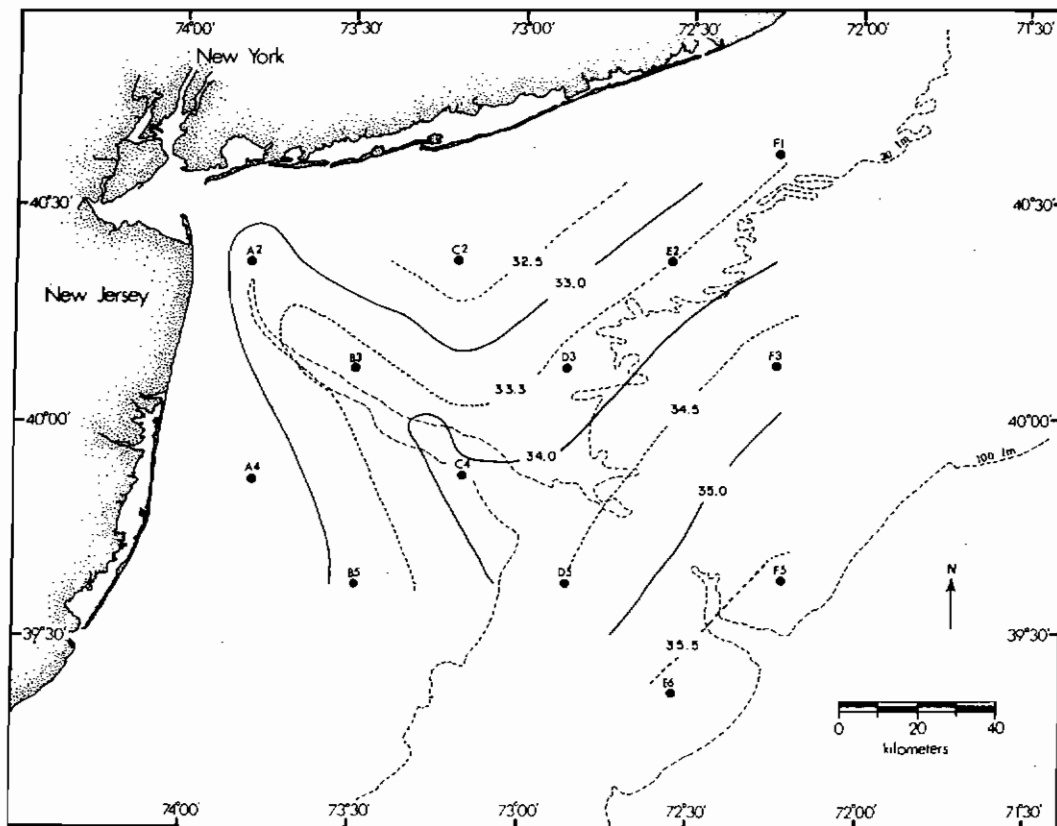 74°00'
73°30'
73°00'
72°30'
72°00'
71°30'
New York
F1
30 fm
40°30'
40°30'
A2
C2
E2
32.5
33.0
New Jersey
B3
D3
F3
33.3
34.5
40°00'
40°00'
34.0
100 fm
A4
C4
35.0
B5
D5
F5
N
39°30'
39°30'
35.5
E6
0 20 40
kilometers
74°00'
73°30'
73°00'
72°30'
72°00'
71°30'